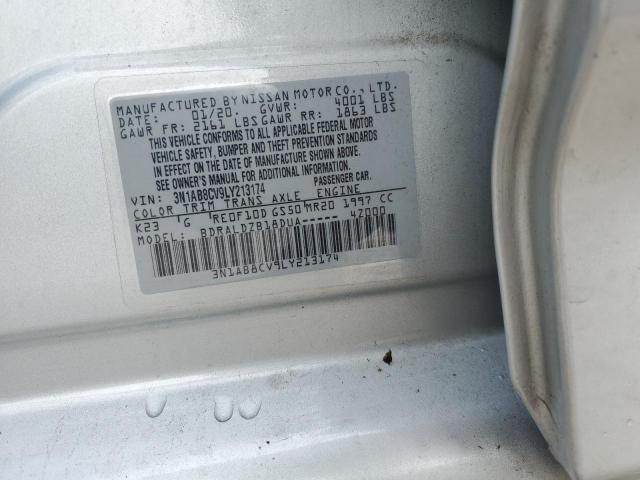 MANUFACTURED BY NISSAN MOTOR CO., LTD.
DATE: 01/20. GVWR: 4001 LBS
GAWR FR: 2161 LBS GAWR RR: 1863 LBS
THIS VEHICLE CONFORMS TO ALL APPLICABLE FEDERAL MOTOR
VEHICLE SAFETY, BUMPER AND THEFT PREVENTION STANDARDS
IN EFFECT ON THE DATE OF MANUFACTURE SHOWN ABOVE.
SEE OWNER'S MANUAL FOR ADDITIONAL INFORMATION.
VIN: 3N1AB8CV9LY213174 PASSENGER CAR.
COLOR TRIM TRANS AXLE ENGINE
K23 G RE0F10D GS50 MR20 1997 CC
MODEL: BDRALDZB18DUA----- 4Z000
3N1AB8CV9LY213174